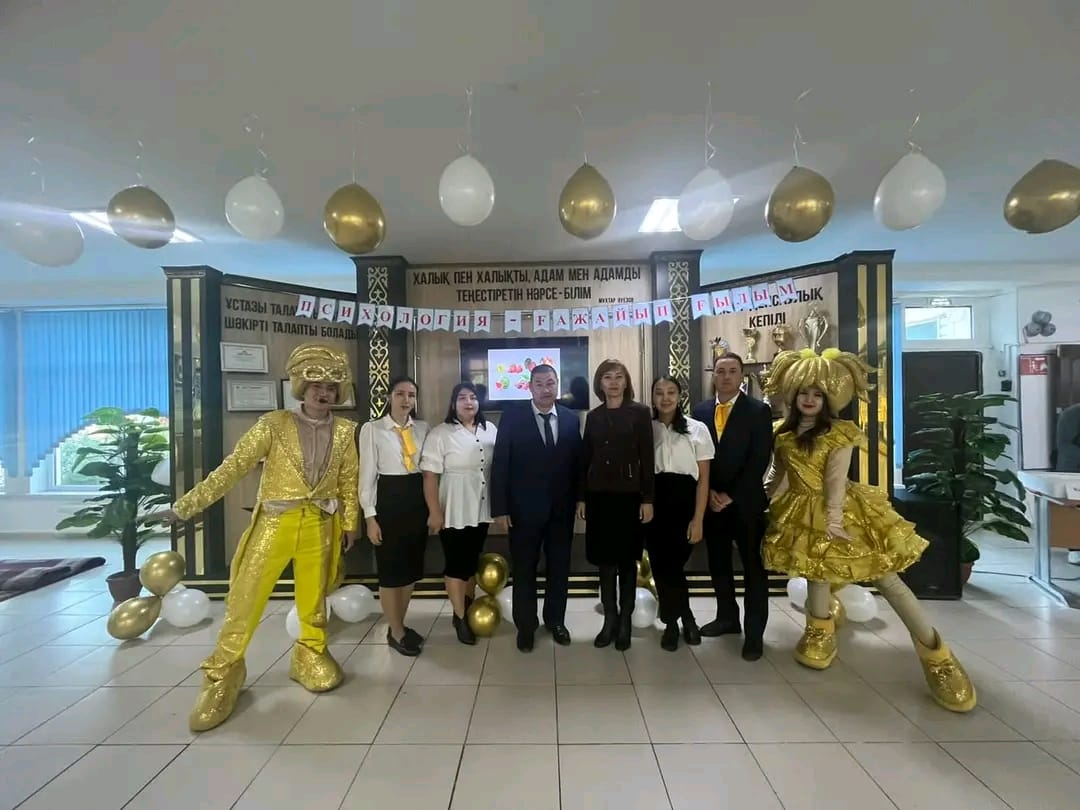 ХАЛЫҚ ПЕН ХАЛЫҚТЫ, АДАМ МЕН АДАМДЫ
ТЕҢЕСТІРЕТІН НӘРСЕ-БІЛІМ
МҰХТАР ӘУЕЗОВ
ҰСТАЗЫ
ШӘКІРТІ ТАЛАПТЫ БОЛАДЫ
ПСИХОЛОГИЯ - ҒАЖАЙЫП ҒЫЛЫМ
КЕПІЛІ